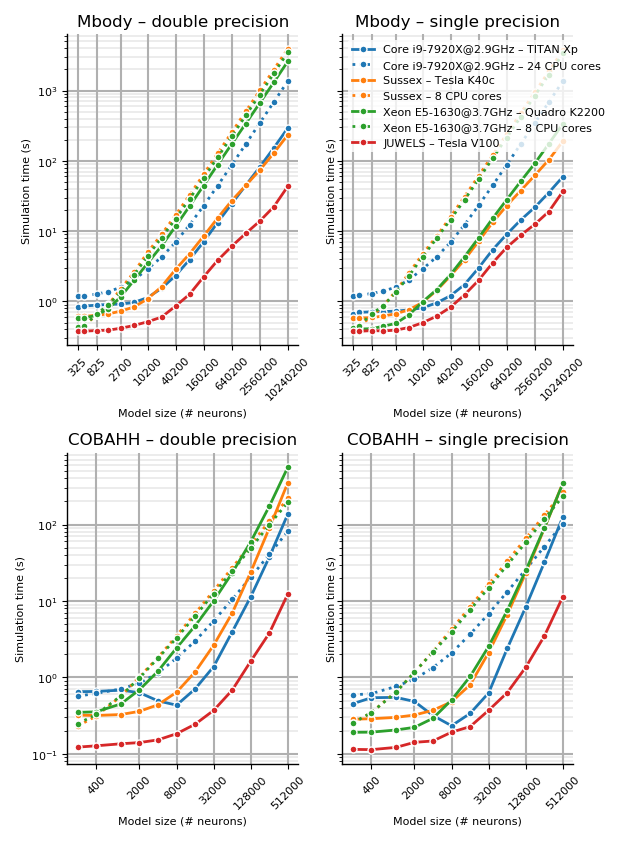 Mbody – double precision
Mbody – single precision
Core i9-7920X@2.9GHz – TITAN Xp
Core i9-7920X@2.9GHz – 24 CPU cores
Sussex – Tesla K40c
Sussex – 8 CPU cores
Xeon E5-1630@3.7GHz – Quadro K2200
Xeon E5-1630@3.7GHz – 8 CPU cores
JUWELS – Tesla V100
Simulation time (s)
10³
10²
10¹
10⁰
325 825 2700 10200 40200 160200 640200 2560200 10240200
Model size (# neurons)
Simulation time (s)
325 825 2700 10200 40200 160200 640200 2560200 10240200
Model size (# neurons)
COBAHH – double precision
COBAHH – single precision
Simulation time (s)
10²
10¹
10⁰
10⁻¹
400 2000 8000 32000 128000 512000
Model size (# neurons)
Simulation time (s)
400 2000 8000 32000 128000 512000
Model size (# neurons)